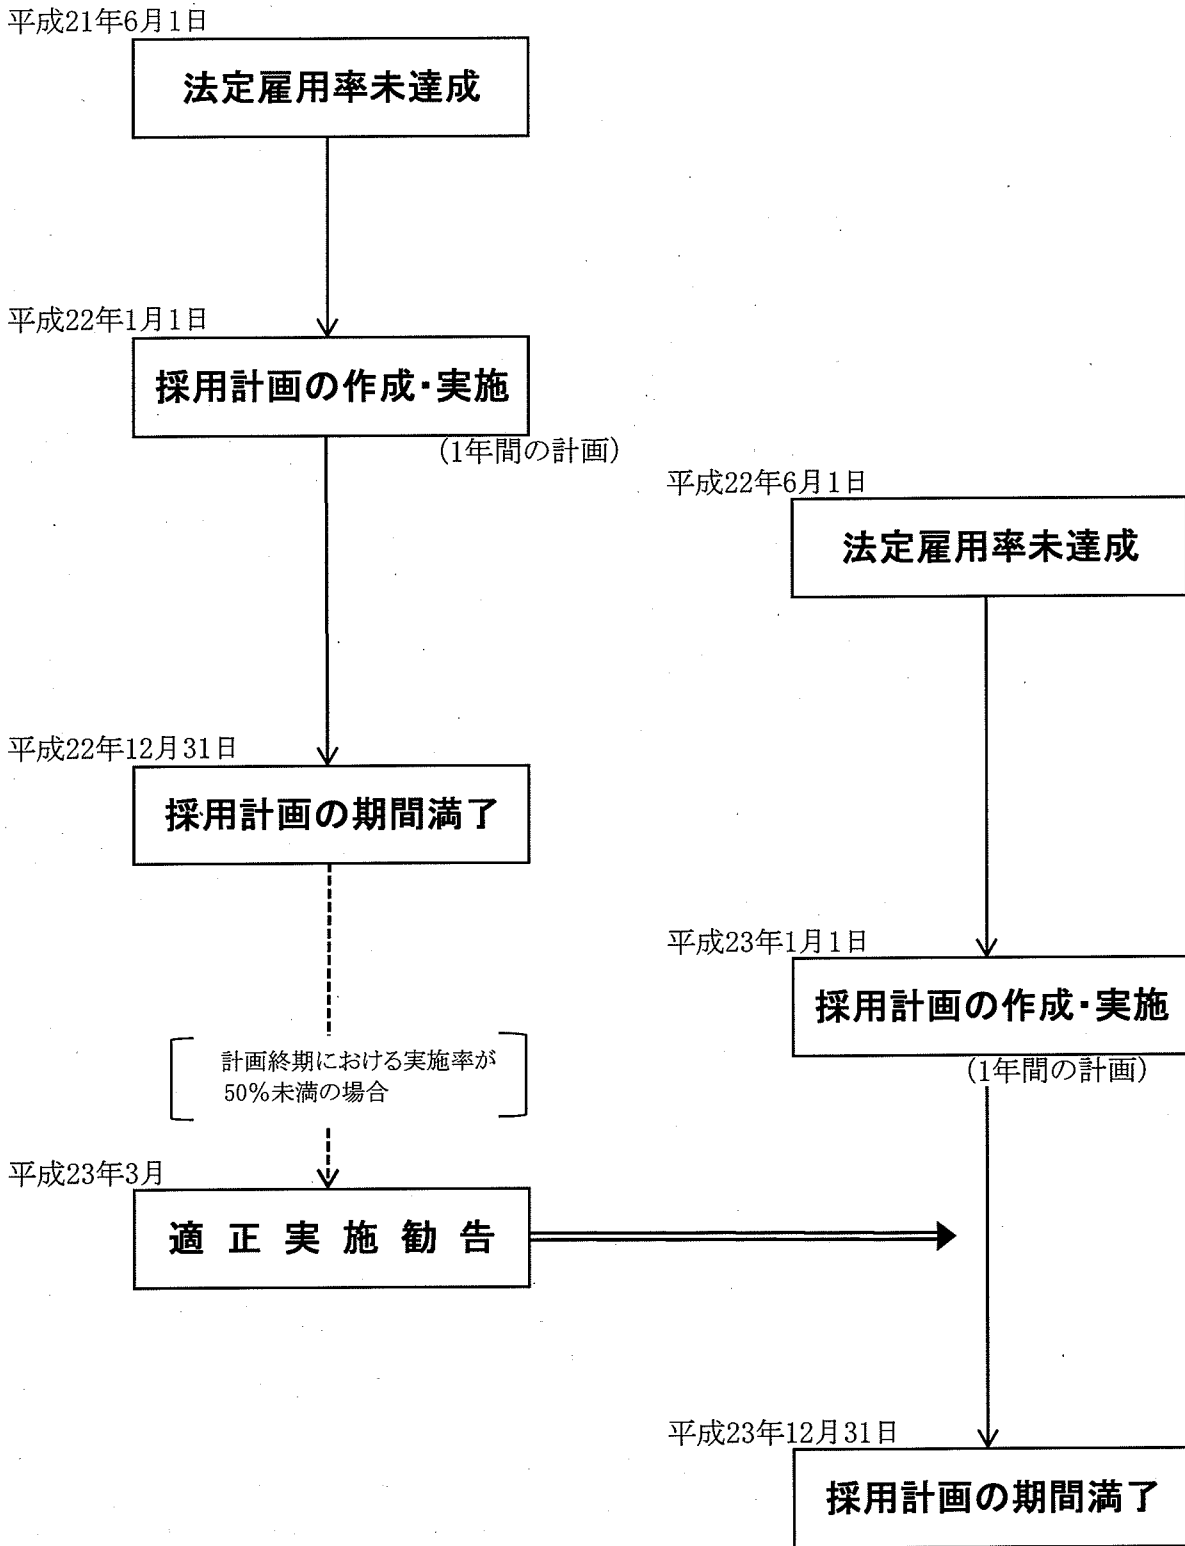 平成21年6月1日
法定雇用率未達成
平成22年1月1日
採用計画の作成・実施
(1年間の計画)
平成22年12月31日
採用計画の期間満了
計画終期における実施率が
50%未満の場合
平成23年3月
適正実施勧告
平成22年6月1日
法定雇用率未達成
平成23年1月1日
採用計画の作成・実施
(1年間の計画)
平成23年12月31日
採用計画の期間満了